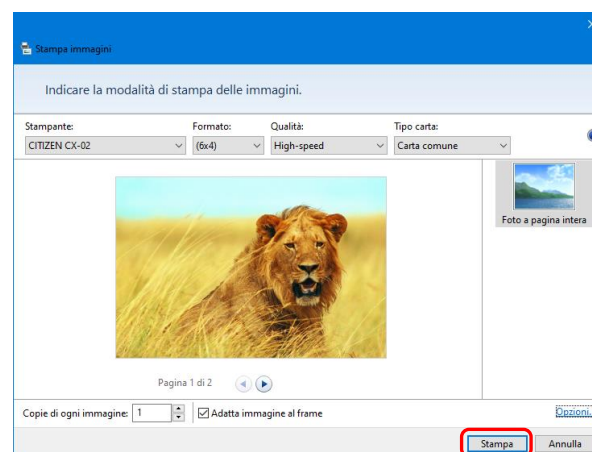 Stampa immagini
Indicare la modalità di stampa delle immagini.
Stampante: Formato: Qualità: Tipo carta:
CITIZEN CX-02 (6x4) High-speed Carta comune
Foto a pagina intera
Pagina 1 di 2
Copie di ogni immagine: 1 Adatta immagine al frame Opzioni.
Stampa Annulla